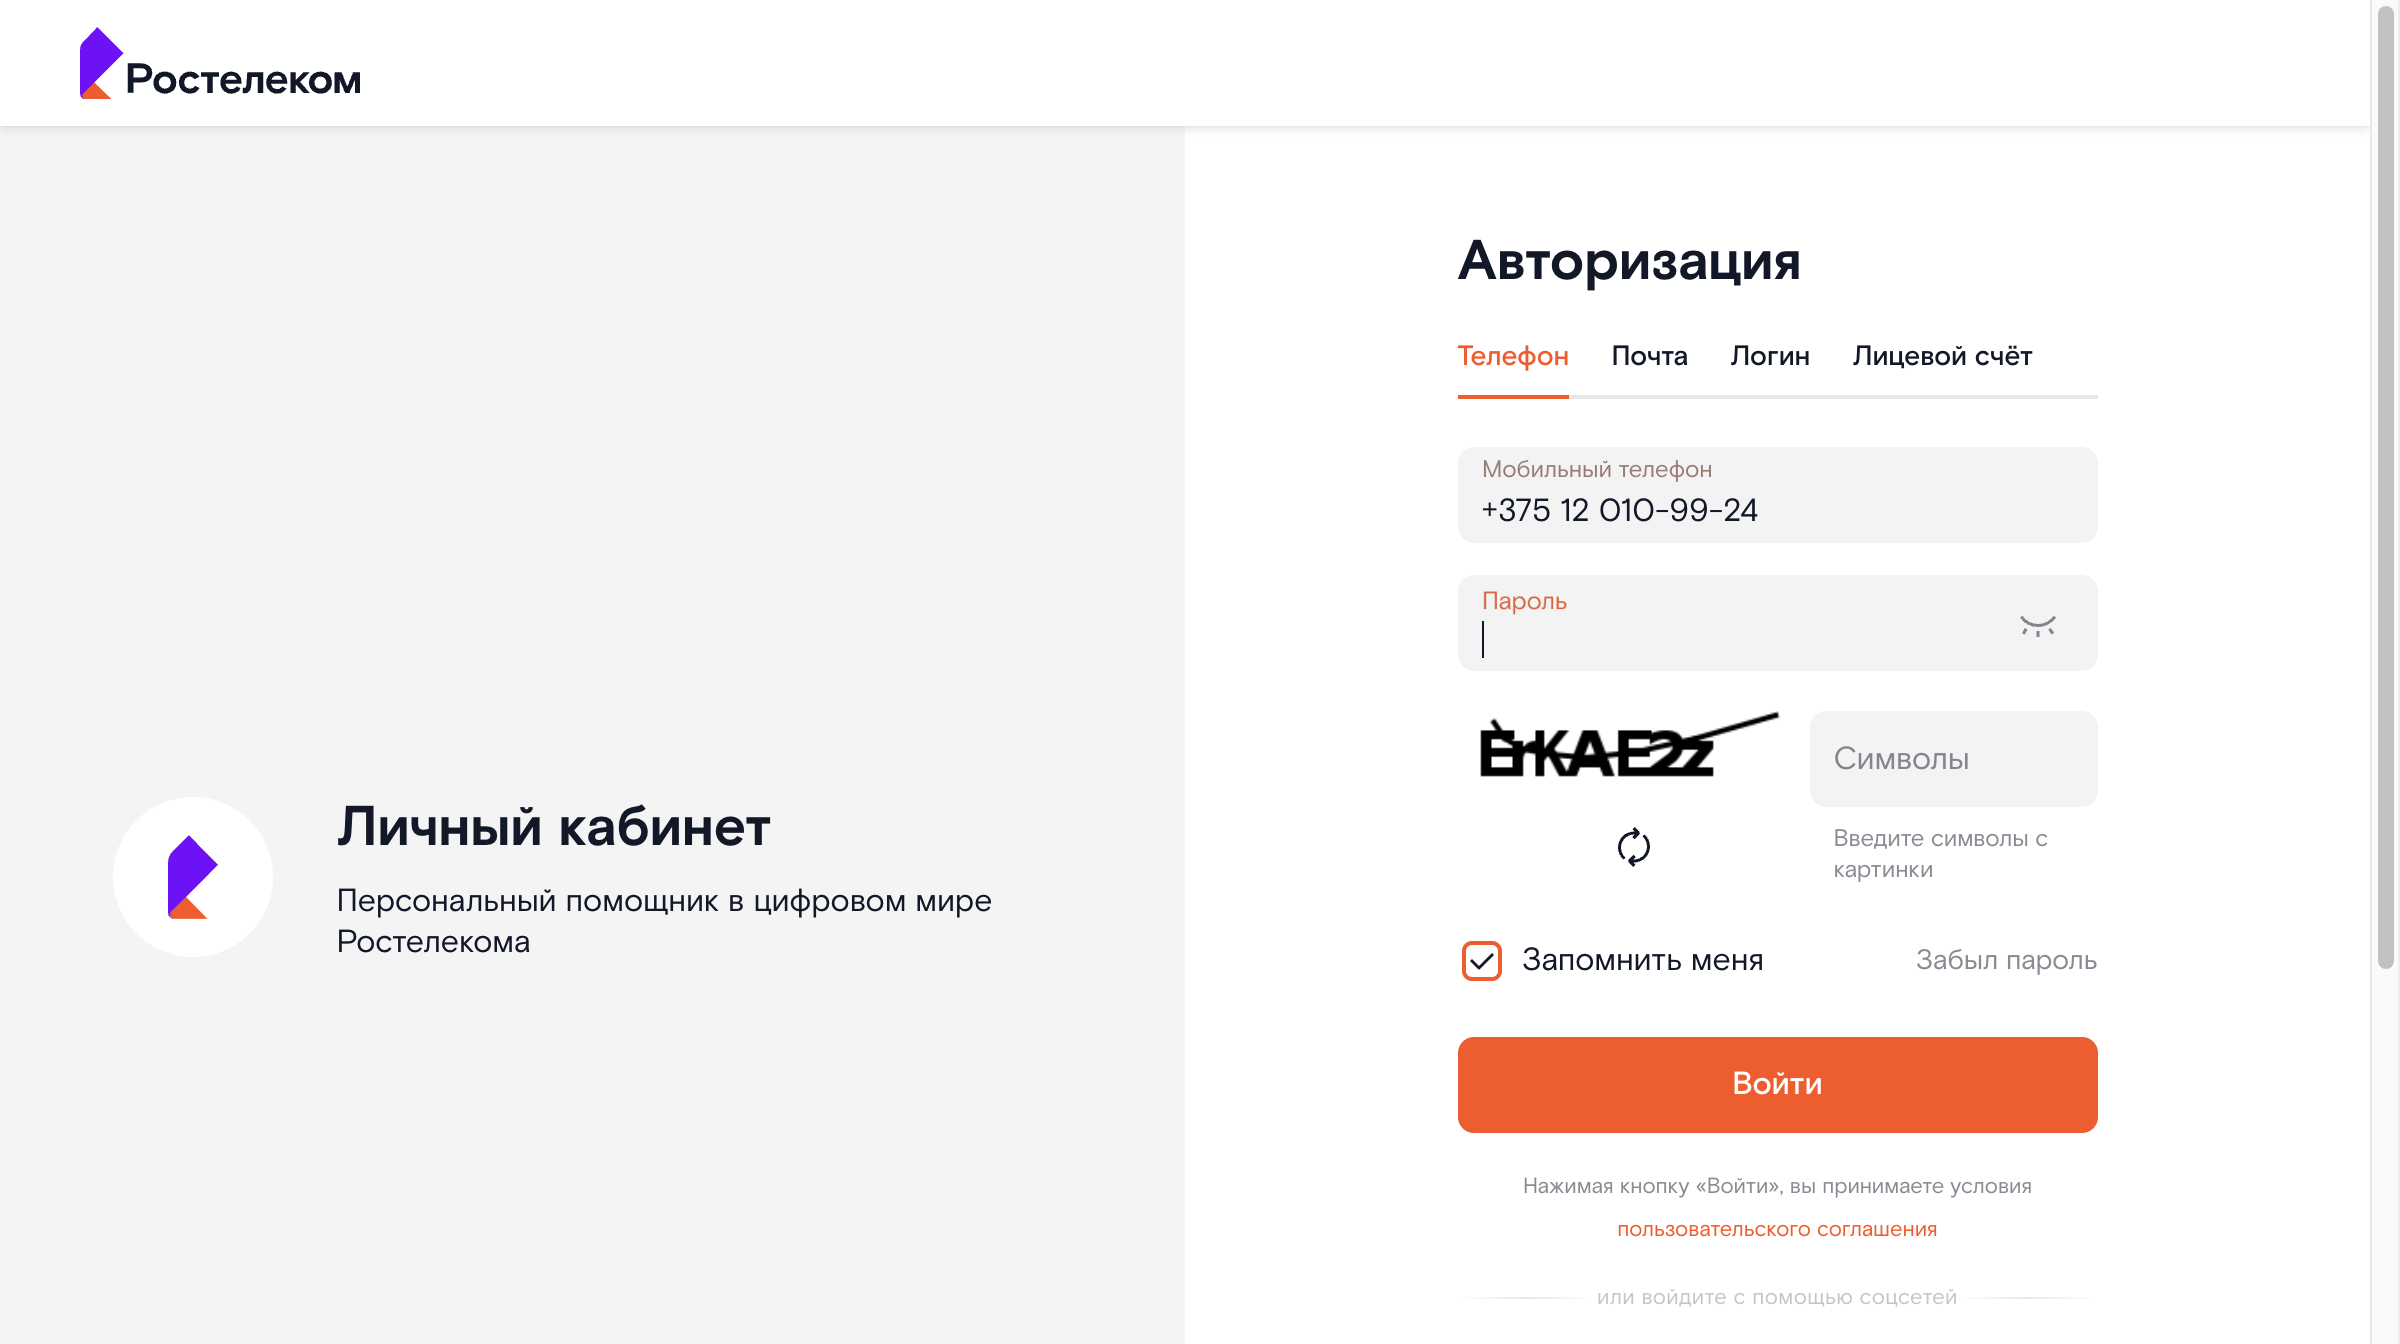 Ростелеком
Авторизация
Телефон Почта Логин Лицевой счёт
Мобильный телефон
+375 12 010-99-24
Пароль
Символы
Введите символы с
картинки
Запомнить меня Забыл пароль
Войти
Нажимая кнопку «Войти», вы принимаете условия
пользовательского соглашения
или войдите с помощью соцсетей
Личный кабинет
Персональный помощник в цифровом мире
Ростелекома